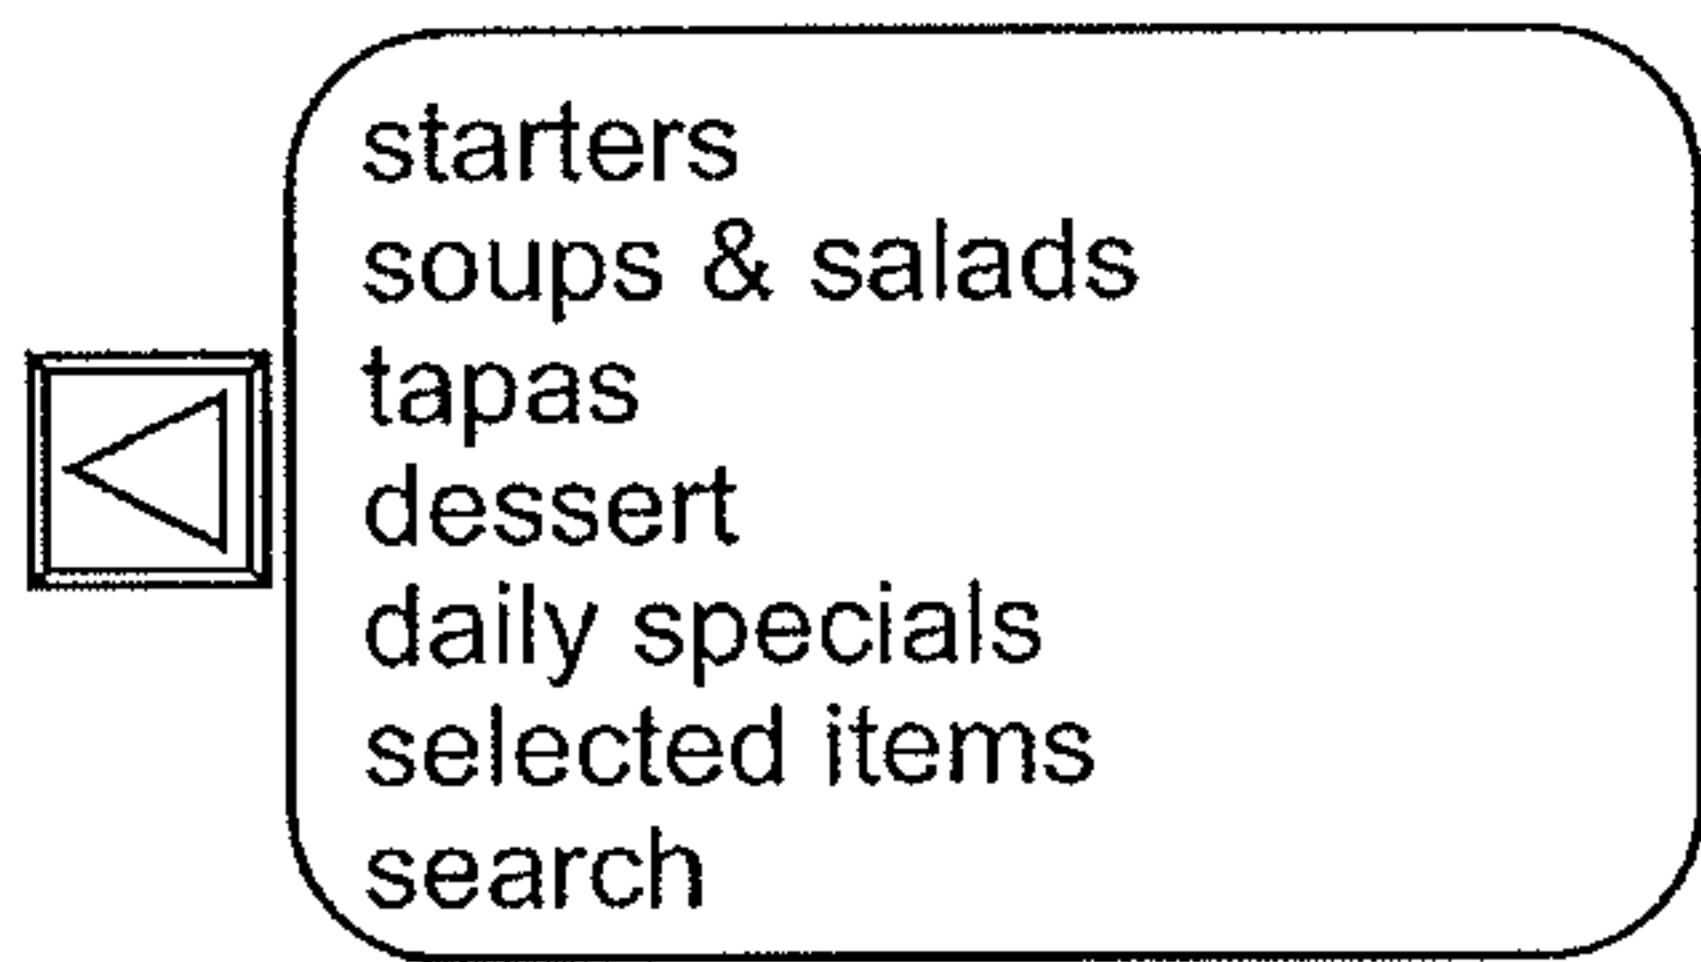 starters
soups & salads
tapas
dessert
daily specials
selected items
search